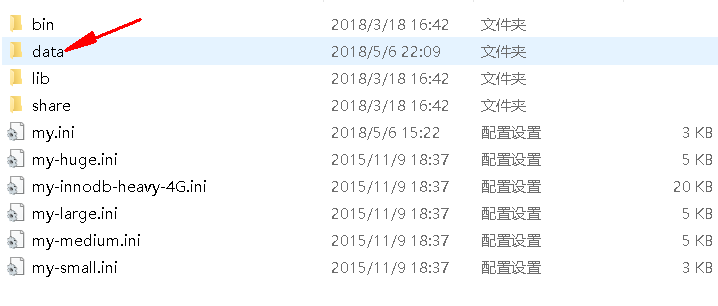 bin 2018/3/18 16:42 文件夹
data 2018/5/6 22:09 文件夹
lib 2018/3/18 16:42 文件夹
share 2018/3/18 16:42 文件夹
my.ini 2018/5/6 15:22 配置设置 3 KB
my-huge.ini 2015/11/9 18:37 配置设置 5 KB
my-innodb-heavy-4G.ini 2015/11/9 18:37 配置设置 20 KB
my-large.ini 2015/11/9 18:37 配置设置 5 KB
my-medium.ini 2015/11/9 18:37 配置设置 5 KB
my-small.ini 2015/11/9 18:37 配置设置 3 KB